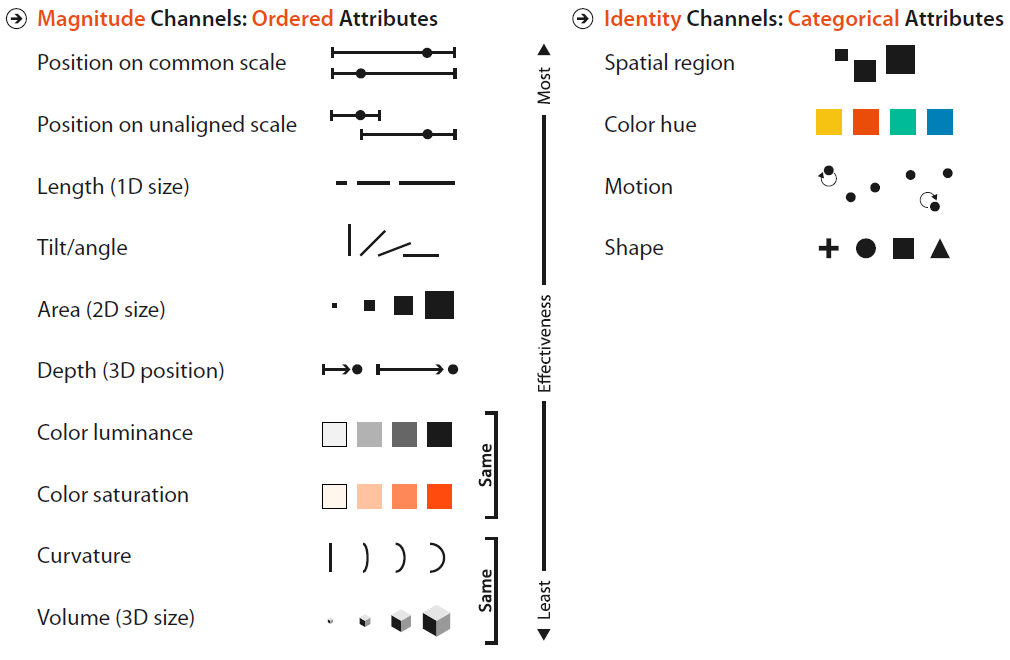 Magnitude Channels: Ordered Attributes
Position on common scale
Position on unaligned scale
Length (1D size)
Tilt/angle
Area (2D size)
Depth (3D position)
Color luminance
Color saturation
Curvature
Volume (3D size)
Same
Same
Most
Effectiveness
Least
Identity Channels: Categorical Attributes
Spatial region
Color hue
Motion
Shape